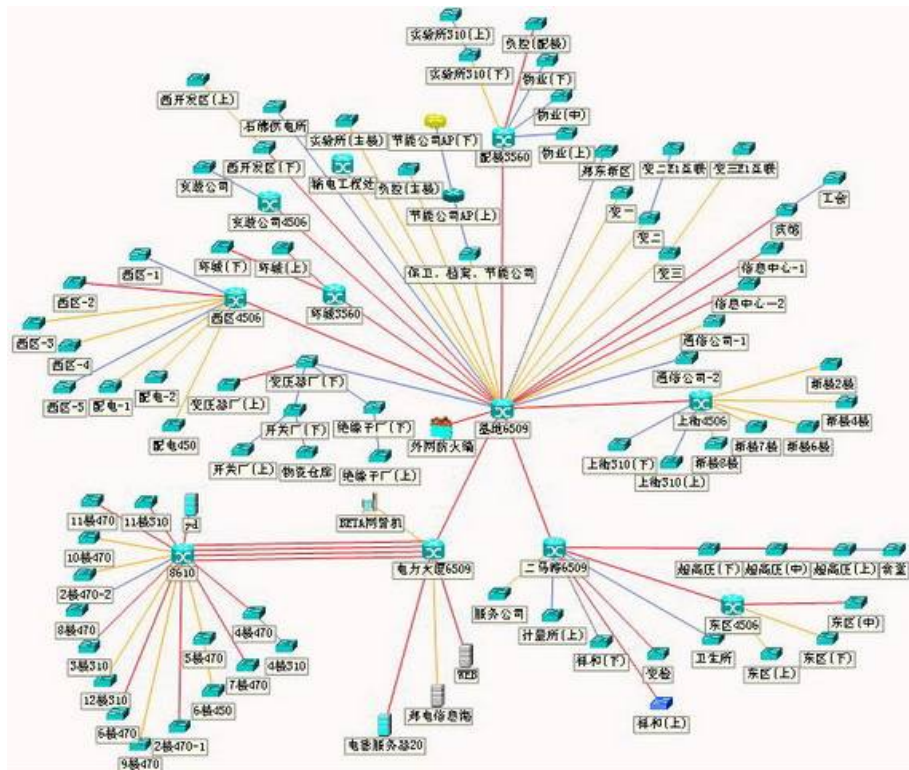 实验所310(上)
负控(配楼)
实验所310(下)
物业(下)
西开发区(上)
物业(中)
石佛供电所
实验所(主楼)
节能公司AP(下)
配楼3560
物业(上)
西开发区(下)
输电工程处
负控(主楼)
郑东新区
变二E1互联
变三E1互联
安装公司
节能公司AP(上)
变一
工会
安装公司4506
宾馆
变二
环城(下)
环城(上)
保卫、档案、节能公司
变三
信息中心-1
西区-1
西区-2
西区4506
环城3560
信息中心-2
西区-3
通信公司-1
西区-4
变压器厂(下)
通信公司-2
新楼2楼
西区-5
配电-1
配电-2
变压器厂(上)
基地6509
上街4506
新楼4楼
开关厂(下)
绝缘子厂(下)
外网防火墙
新楼7楼
新楼6楼
配电450
开关厂(上)
物资仓库
绝缘子厂(上)
上街310(下)
新楼8楼
上街310(上)
11楼470
11楼310
yd
BETA网管机
10楼470
8610
电力大厦6509
二马路6509
超高压(下)
超高压(中)
超高压(上)
2楼470-2
服务公司
东区4506
东区(中)
8楼470
4楼470
计量所(上)
3楼310
5楼470
4楼310
WEB
祥和(下)
变检
卫生所
东区(上)
东区(下)
12楼310
7楼470
6楼470
6楼450
郑电信息港
祥和(上)
9楼470
2楼470-1
电影服务器20